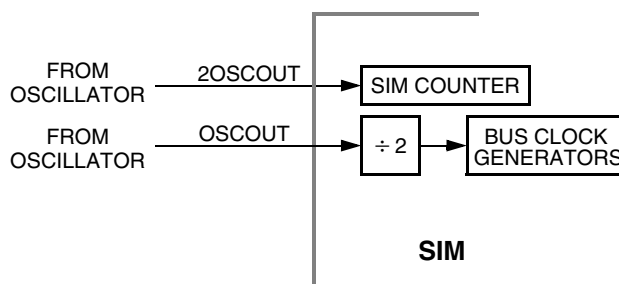 FROM
OSCILLATOR
2OSCOUT
SIM COUNTER
FROM
OSCILLATOR
OSCOUT
÷ 2
BUS CLOCK
GENERATORS
SIM